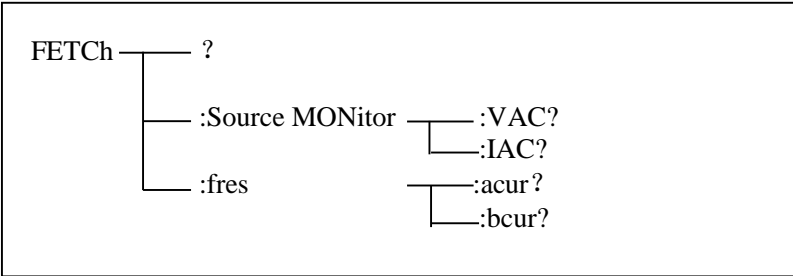 FETCh ?
:Source MONitor :VAC?
:IAC?
:fres :acur?
:bcur?